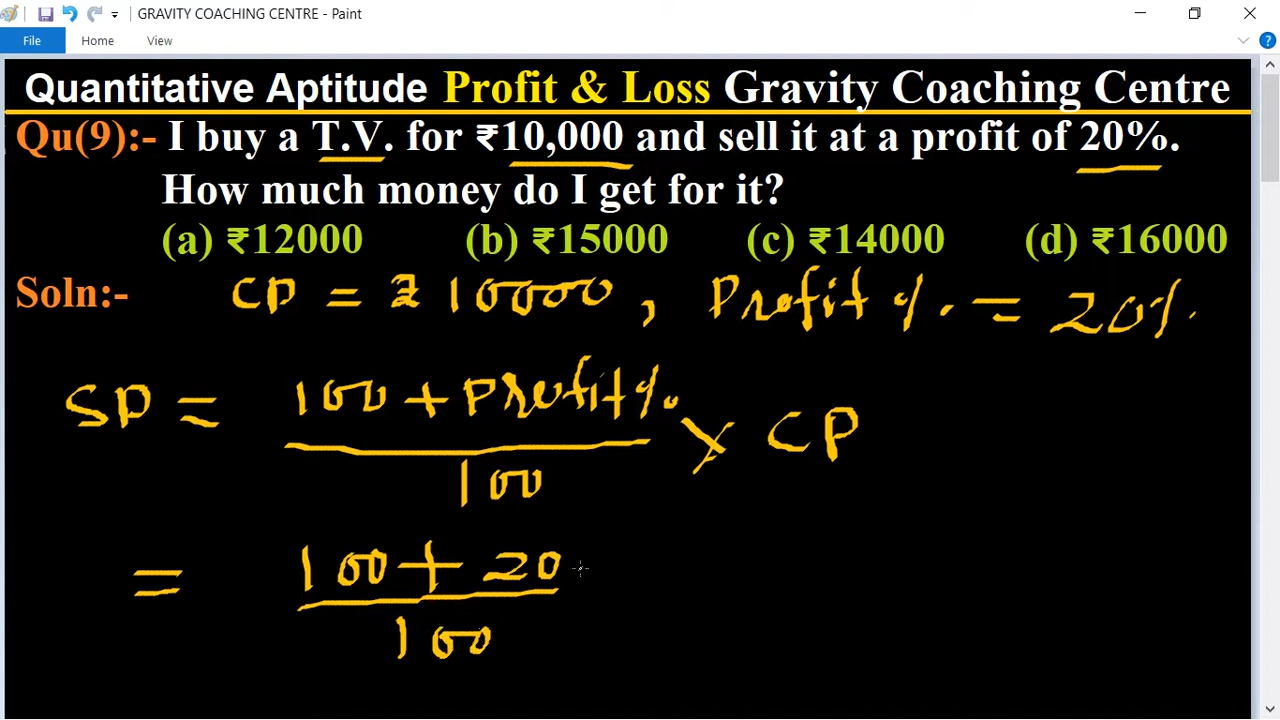 GRAVITY COACHING CENTRE - Paint
File Home View
Quantitative Aptitude Profit & Loss Gravity Coaching Centre
Qu(9):- I buy a T.V. for ₹10,000 and sell it at a profit of 20%.
How much money do I get for it?
(a) ₹12000 (b) ₹15000 (c) ₹14000 (d) ₹16000
Soln:- CP = ₹ 10000, Profit % = 20%
SP = 100 + Profit % / 100 × CP
= 100 + 20 / 100